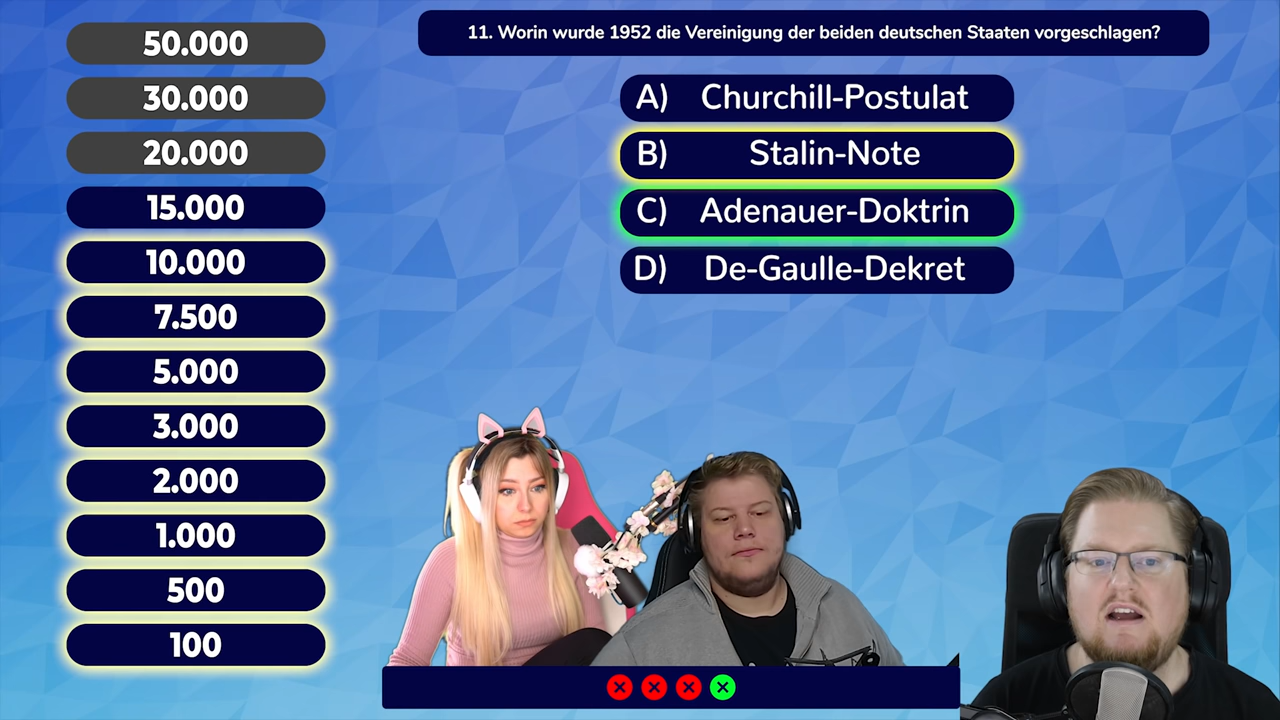 50.000
30.000
20.000
15.000
10.000
7.500
5.000
3.000
2.000
1.000
500
100
11. Worin wurde 1952 die Vereinigung der beiden deutschen Staaten vorgeschlagen?
A) Churchill-Postulat
B) Stalin-Note
C) Adenauer-Doktrin
D) De-Gaulle-Dekret